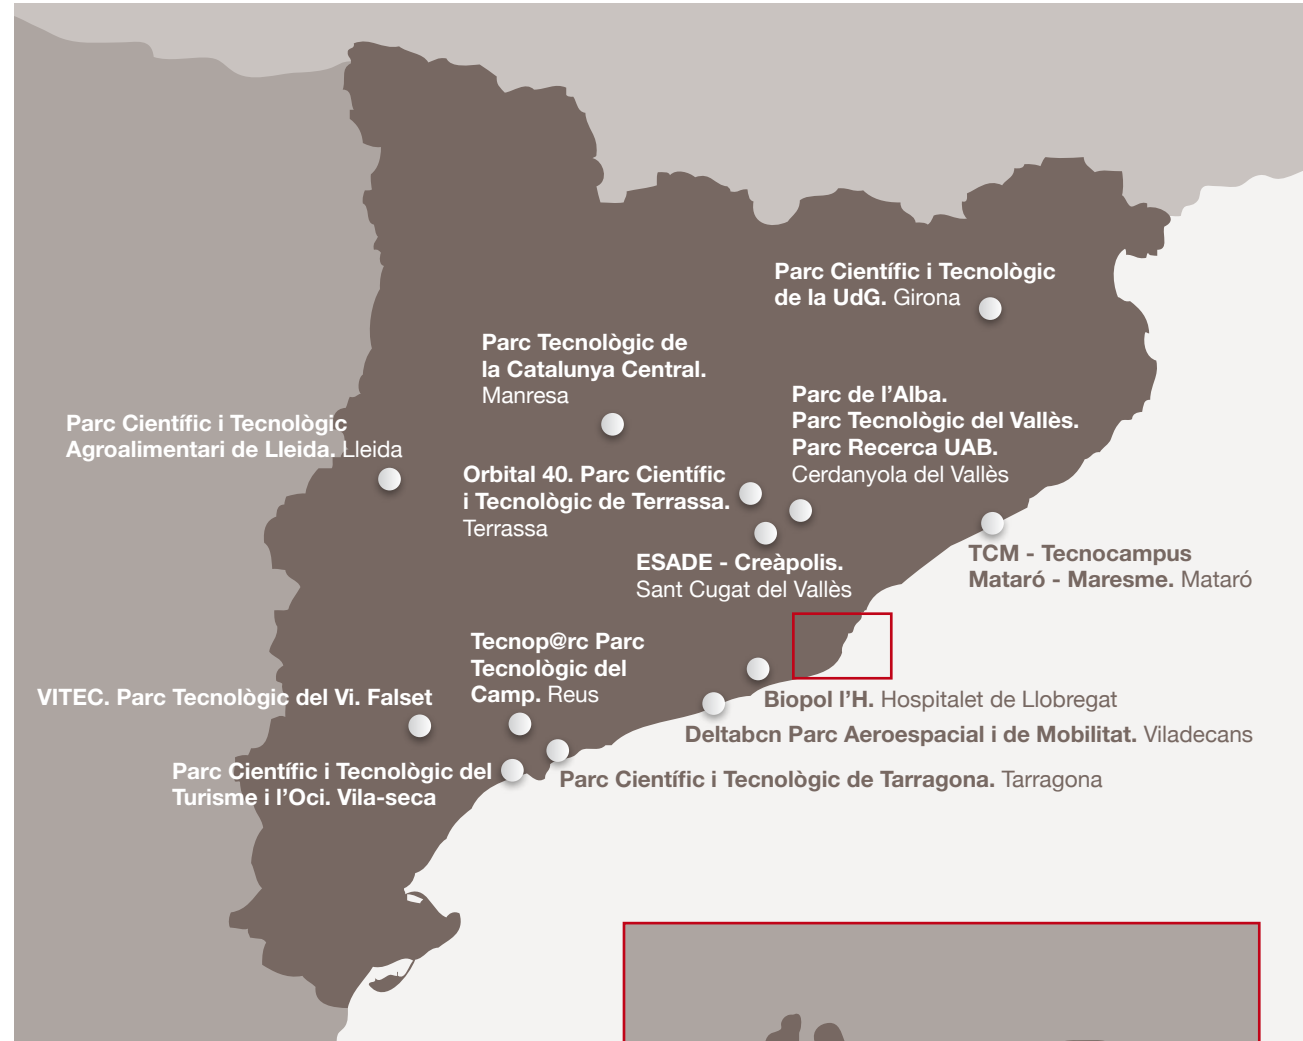 Parc Científic i Tecnològic
de la UdG. Girona
Parc Tecnològic de
la Catalunya Central.
Manresa
Parc de l’Alba.
Parc Tecnològic del Vallès.
Parc Recerca UAB.
Cerdanyola del Vallès
Parc Científic i Tecnològic
Agroalimentari de Lleida. Lleida
Orbital 40. Parc Científic
i Tecnològic de Terrassa.
Terrassa
ESADE - Creàpolis.
Sant Cugat del Vallès
TCM - Tecnocampus
Mataró - Maresme. Mataró
Tecnop@rc Parc
Tecnològic del
Camp. Reus
VITEC. Parc Tecnològic del Vi. Falset
Biopol l’H. Hospitalet de Llobregat
Deltabcn Parc Aeroespacial i de Mobilitat. Viladecans
Parc Científic i Tecnològic del
Turisme i l’Oci. Vila-seca
Parc Científic i Tecnològic de Tarragona. Tarragona